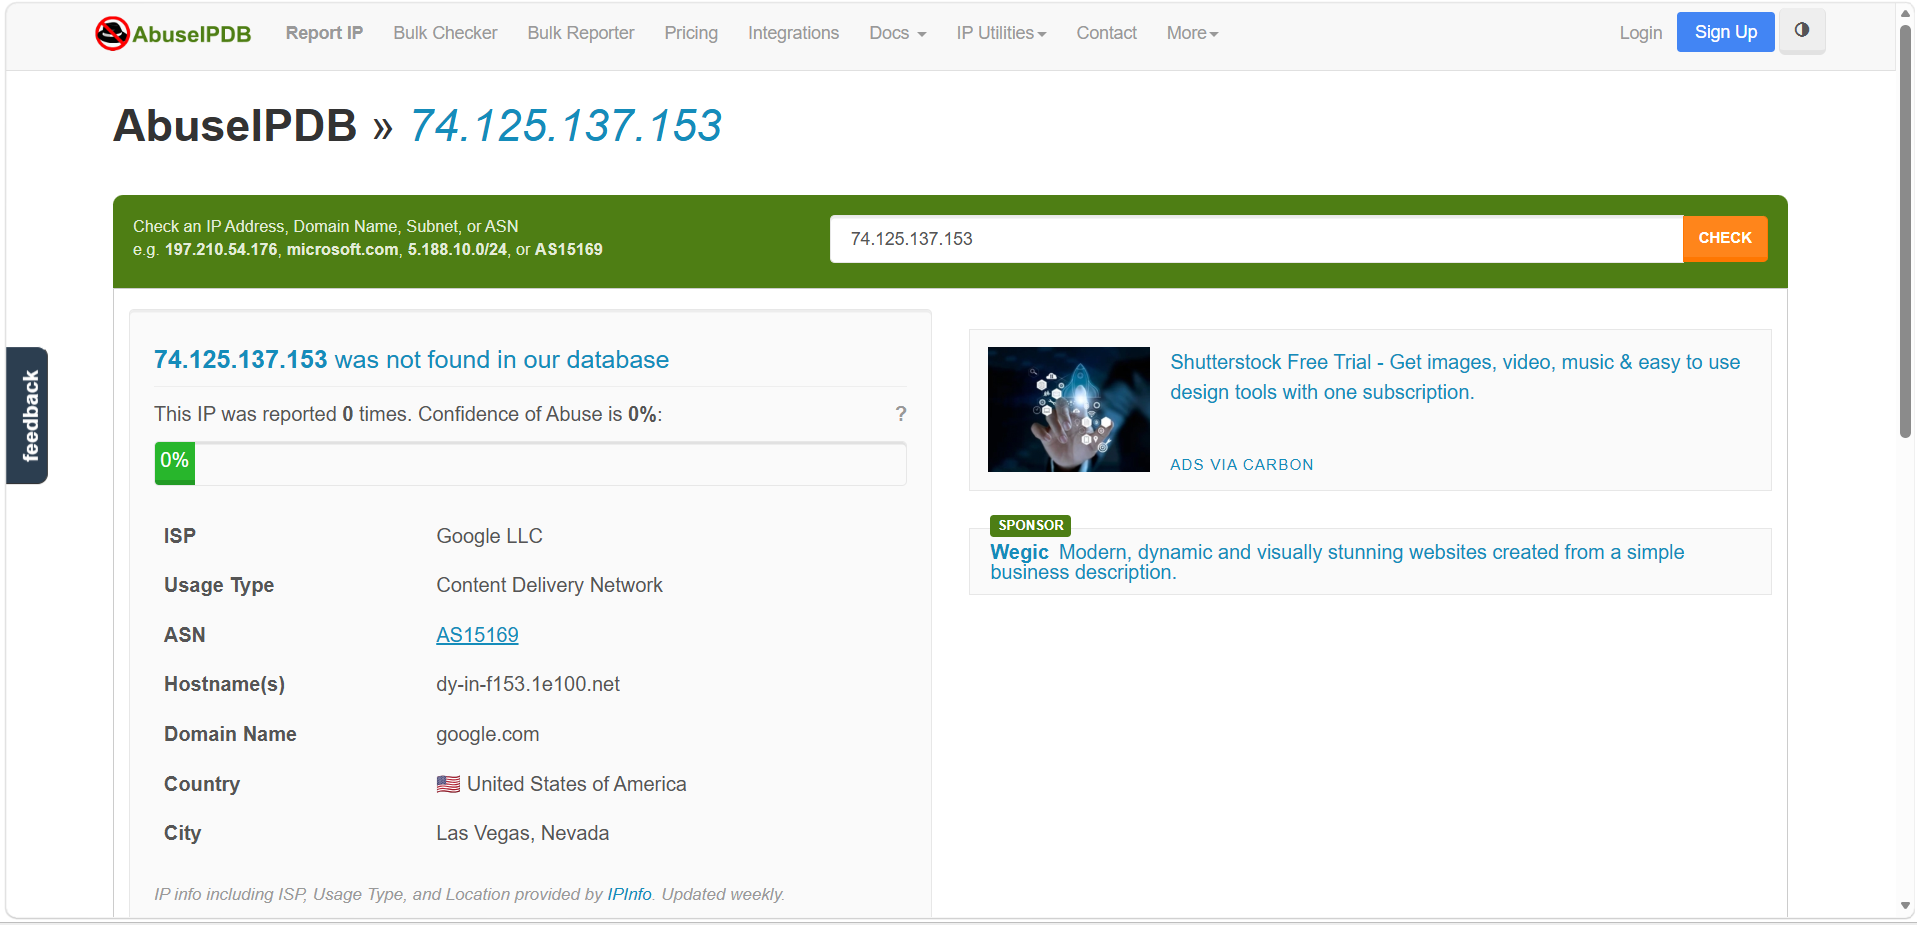 AbuseIPDB Report IP Bulk Checker Bulk Reporter Pricing Integrations Docs IP Utilities Contact More Login Sign Up
AbuseIPDB » 74.125.137.153
Check an IP Address, Domain Name, Subnet, or ASN
e.g. 197.210.54.176, microsoft.com, 5.188.10.0/24, or AS15169
74.125.137.153 CHECK
feedback
74.125.137.153 was not found in our database
This IP was reported 0 times. Confidence of Abuse is 0%: ?
0%
ISP Google LLC
Usage Type Content Delivery Network
ASN AS15169
Hostname(s) dy-in-f153.1e100.net
Domain Name google.com
Country United States of America
City Las Vegas, Nevada
IP info including ISP, Usage Type, and Location provided by IPInfo. Updated weekly.
Shutterstock Free Trial - Get images, video, music & easy to use
design tools with one subscription.
ADS VIA CARBON
SPONSOR
Wegic Modern, dynamic and visually stunning websites created from a simple
business description.